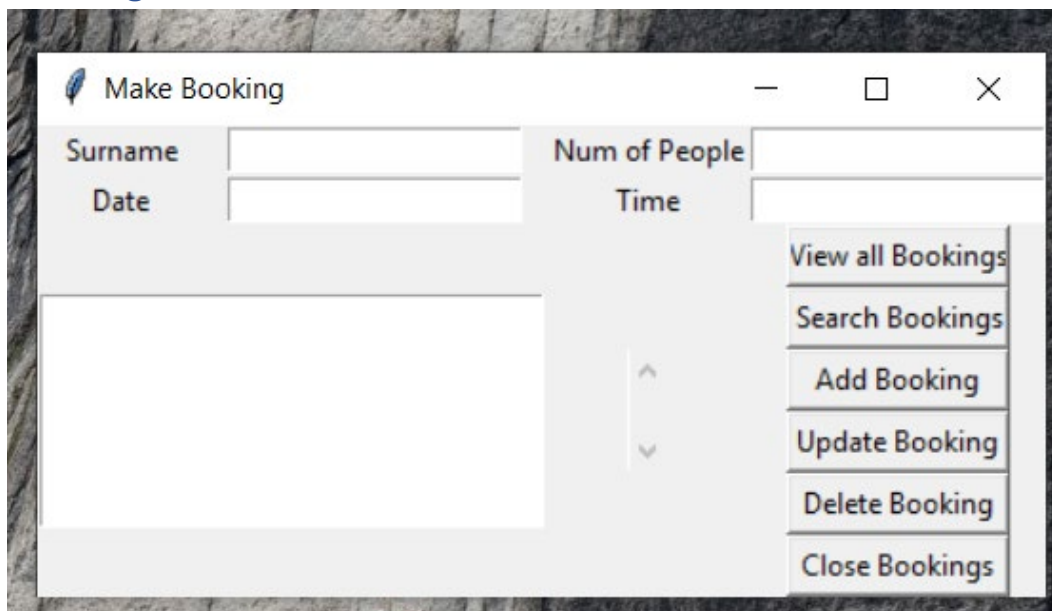 Make Booking
Surname Num of People
Date Time
View all Bookings
Search Bookings
Add Booking
Update Booking
Delete Booking
Close Bookings